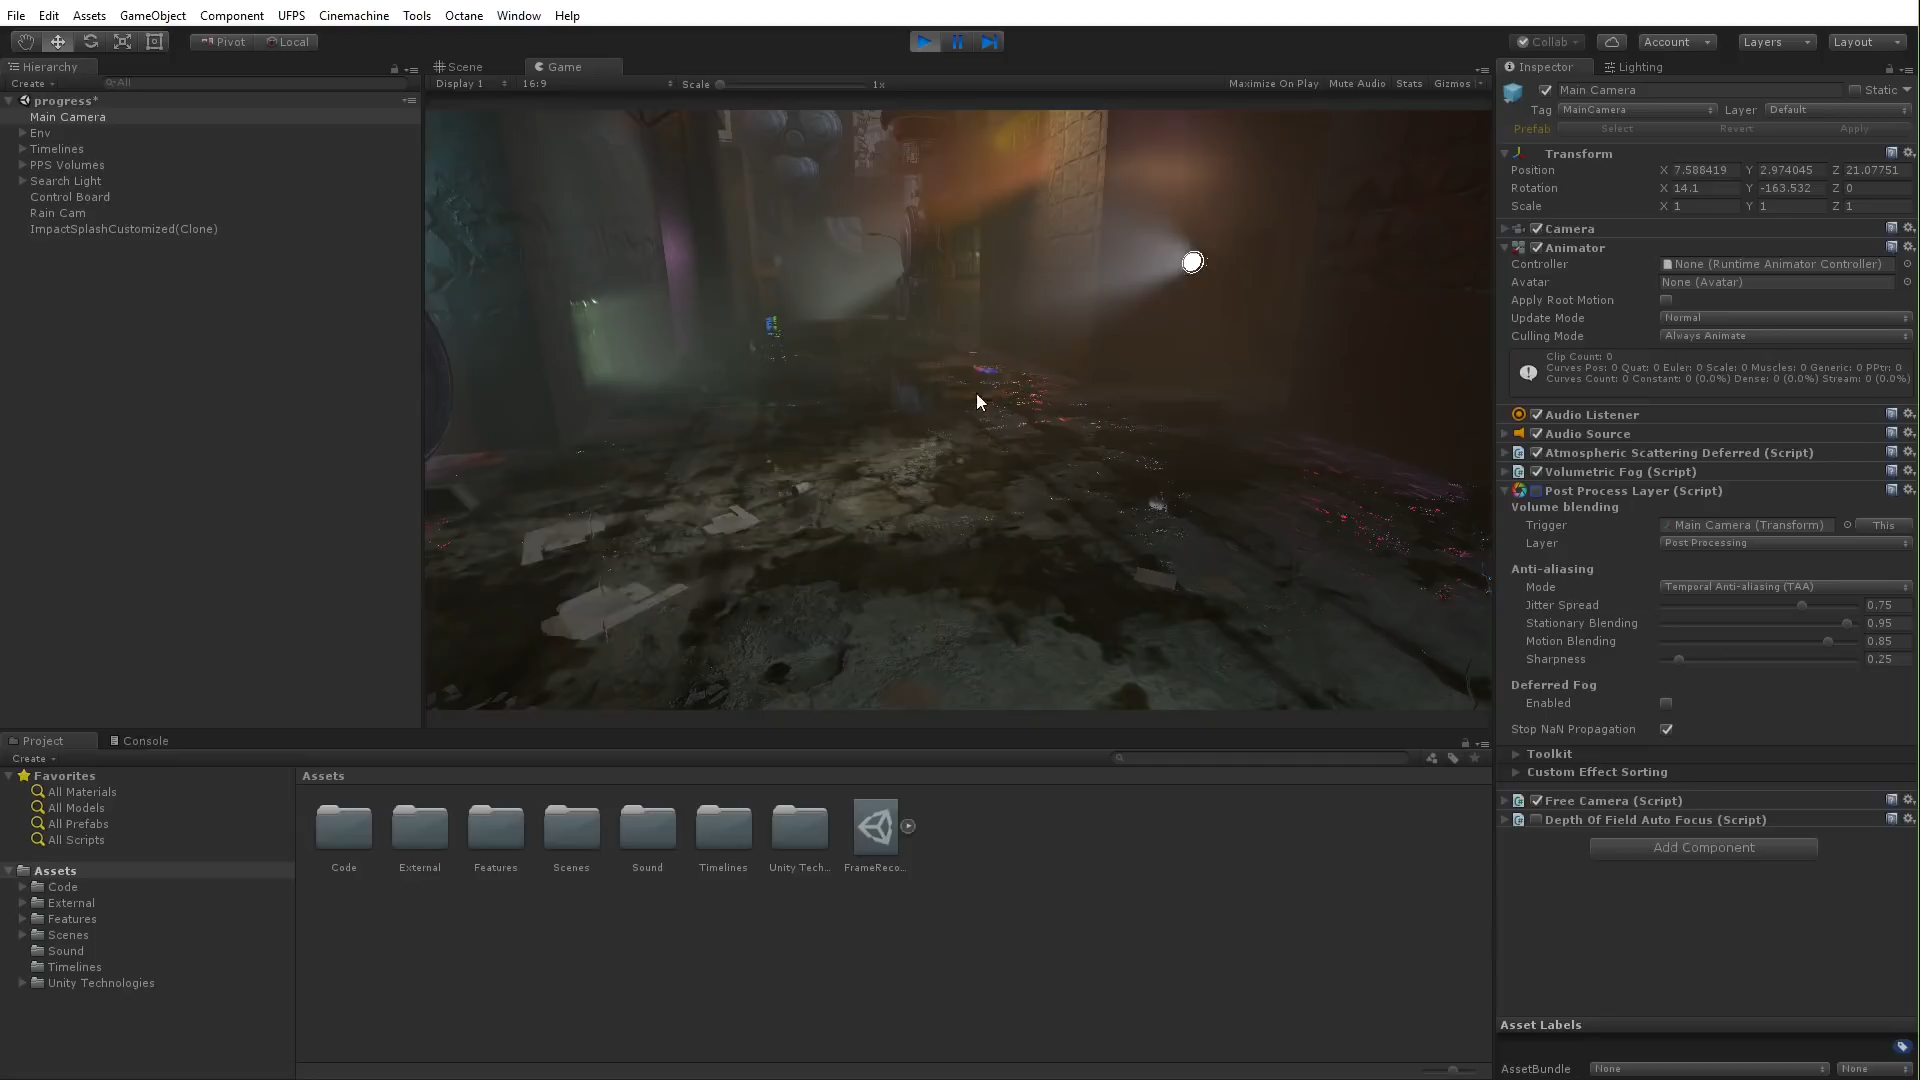 File Edit Assets GameObject Component UFPS Cinemachine Tools Octane Window Help
Pivot Local Collab Account Layers Layout
Hierarchy
Create All
progress*
Main Camera
Env
Timelines
PPS Volumes
Search Light
Control Board
Rain Cam
ImpactSplashCustomized(Clone)
Scene Game
Display 1 16:9 Scale 1x Maximize On Play Mute Audio Stats Gizmos
Inspector Lighting
Main Camera Static
Tag MainCamera Layer Default
Prefab Select Revert Apply
Transform
Position X 7.588419 Y 2.974045 Z 21.07751
Rotation X 14.1 Y -163.532 Z 0
Scale X 1 Y 1 Z 1
Camera
Animator
Controller None (Runtime Animator Controller)
Avatar None (Avatar)
Apply Root Motion
Update Mode Normal
Culling Mode Always Animate
Clip Count: 0
Curves Pos: 0 Quat: 0 Euler: 0 Scale: 0 Muscles: 0 Generic: 0 PPtr: 0
Curves Count: 0 Constant: 0 (0.0%) Dense: 0 (0.0%) Stream: 0 (0.0%)
Audio Listener
Audio Source
Atmospheric Scattering Deferred (Script)
Volumetric Fog (Script)
Post Process Layer (Script)
Volume blending
Trigger Main Camera (Transform) This
Layer Post Processing
Anti-aliasing
Mode Temporal Anti-aliasing (TAA)
Jitter Spread 0.75
Stationary Blending 0.95
Motion Blending 0.85
Sharpness 0.25
Deferred Fog
Enabled
Stop NaN Propagation
Toolkit
Custom Effect Sorting
Free Camera (Script)
Depth Of Field Auto Focus (Script)
Add Component
Asset Labels
AssetBundle None None
Project Console
Create
Favorites
All Materials
All Models
All Prefabs
All Scripts
Assets
Code
External
Features
Scenes
Sound
Timelines
Unity Technologies
Assets
Code External Features Scenes Sound Timelines Unity Tech... FrameReco...